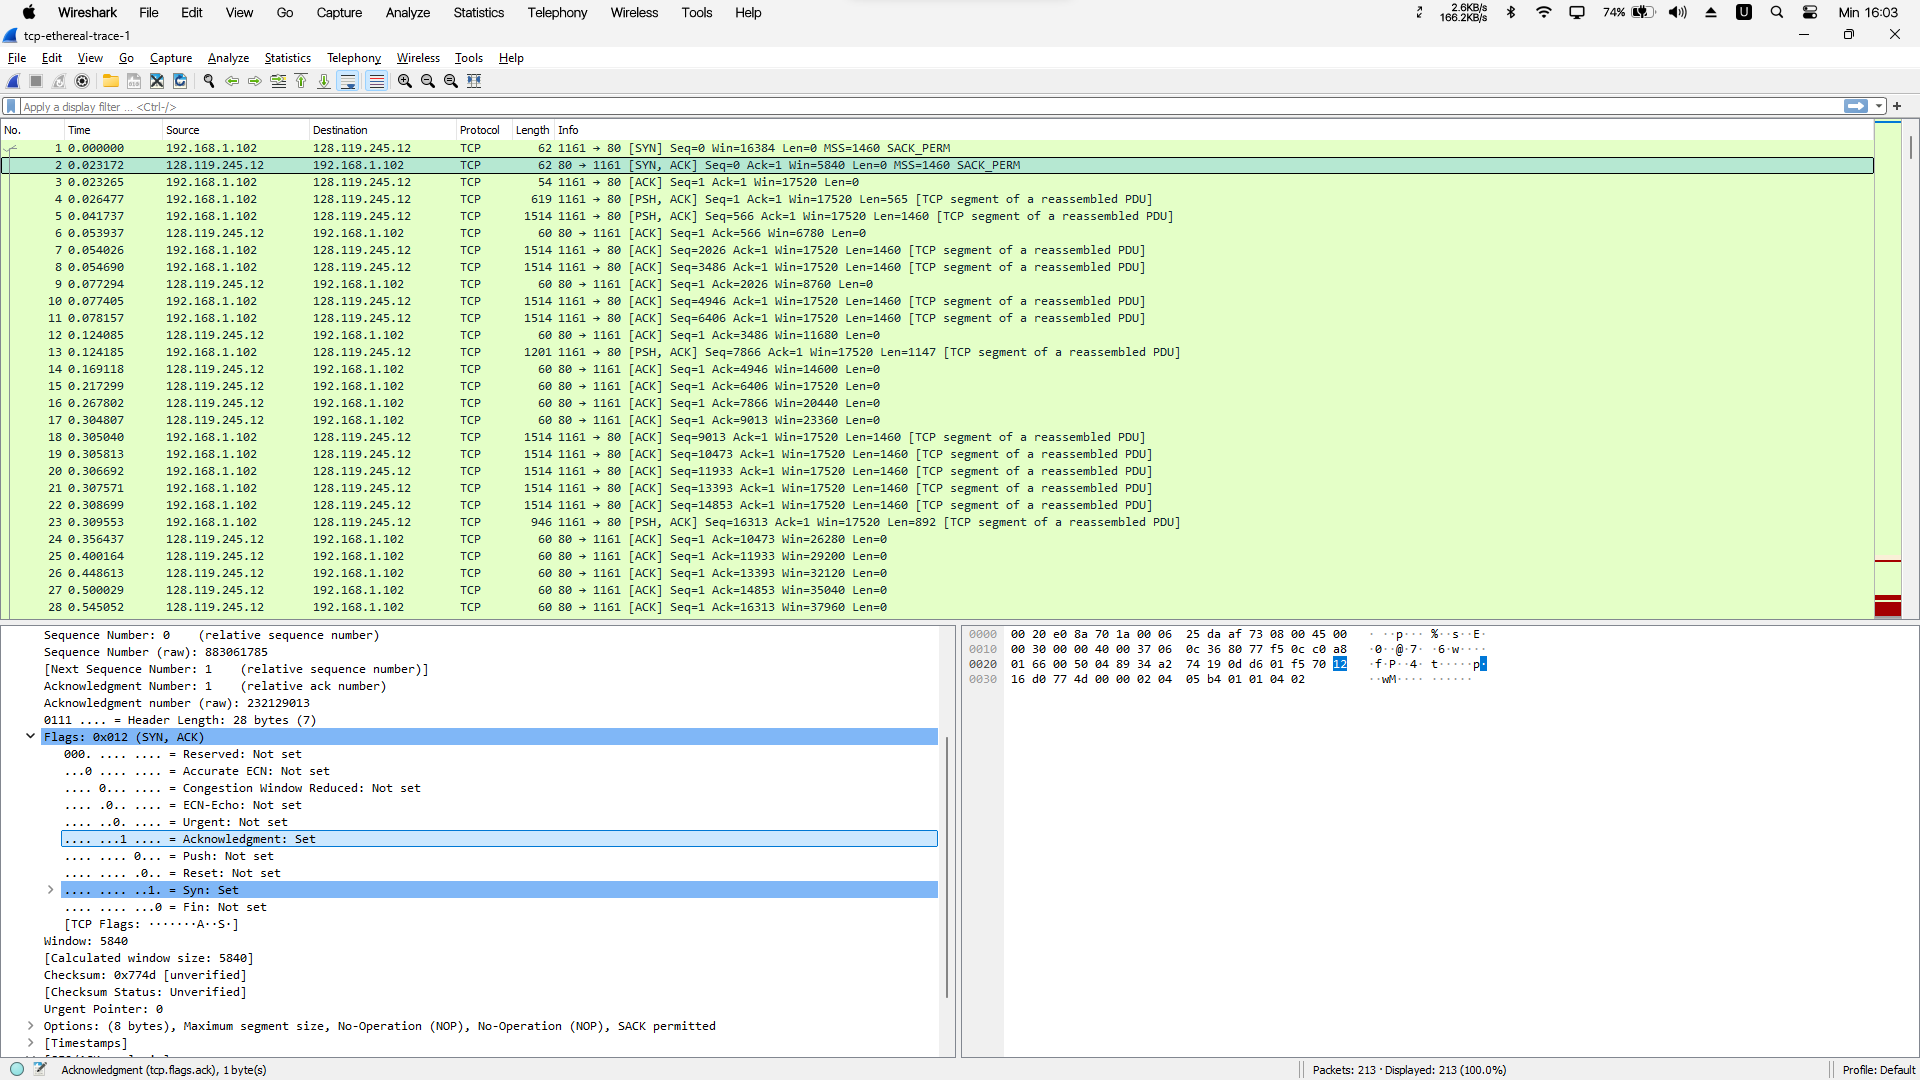 Wireshark File Edit View Go Capture Analyze Statistics Telephony Wireless Tools Help 2.6KB/s 166.2KB/s 74% U Min 16:03
tcp-ethereal-trace-1
File Edit View Go Capture Analyze Statistics Telephony Wireless Tools Help
Apply a display filter ... <Ctrl-/>
No. Time Source Destination Protocol Length Info
1 0.000000 192.168.1.102 128.119.245.12 TCP 62 1161 → 80 [SYN] Seq=0 Win=16384 Len=0 MSS=1460 SACK_PERM
2 0.023172 128.119.245.12 192.168.1.102 TCP 62 80 → 1161 [SYN, ACK] Seq=0 Ack=1 Win=5840 Len=0 MSS=1460 SACK_PERM
3 0.023265 192.168.1.102 128.119.245.12 TCP 54 1161 → 80 [ACK] Seq=1 Ack=1 Win=17520 Len=0
4 0.026477 192.168.1.102 128.119.245.12 TCP 619 1161 → 80 [PSH, ACK] Seq=1 Ack=1 Win=17520 Len=565 [TCP segment of a reassembled PDU]
5 0.041737 192.168.1.102 128.119.245.12 TCP 1514 1161 → 80 [PSH, ACK] Seq=566 Ack=1 Win=17520 Len=1460 [TCP segment of a reassembled PDU]
6 0.053937 128.119.245.12 192.168.1.102 TCP 60 80 → 1161 [ACK] Seq=1 Ack=566 Win=6780 Len=0
7 0.054026 192.168.1.102 128.119.245.12 TCP 1514 1161 → 80 [ACK] Seq=2026 Ack=1 Win=17520 Len=1460 [TCP segment of a reassembled PDU]
8 0.054690 192.168.1.102 128.119.245.12 TCP 1514 1161 → 80 [ACK] Seq=3486 Ack=1 Win=17520 Len=1460 [TCP segment of a reassembled PDU]
9 0.077294 128.119.245.12 192.168.1.102 TCP 60 80 → 1161 [ACK] Seq=1 Ack=2026 Win=8760 Len=0
10 0.077405 192.168.1.102 128.119.245.12 TCP 1514 1161 → 80 [ACK] Seq=4946 Ack=1 Win=17520 Len=1460 [TCP segment of a reassembled PDU]
11 0.078157 192.168.1.102 128.119.245.12 TCP 1514 1161 → 80 [ACK] Seq=6406 Ack=1 Win=17520 Len=1460 [TCP segment of a reassembled PDU]
12 0.124085 128.119.245.12 192.168.1.102 TCP 60 80 → 1161 [ACK] Seq=1 Ack=3486 Win=11680 Len=0
13 0.124185 192.168.1.102 128.119.245.12 TCP 1201 1161 → 80 [PSH, ACK] Seq=7866 Ack=1 Win=17520 Len=1147 [TCP segment of a reassembled PDU]
14 0.169118 128.119.245.12 192.168.1.102 TCP 60 80 → 1161 [ACK] Seq=1 Ack=4946 Win=14600 Len=0
15 0.217299 128.119.245.12 192.168.1.102 TCP 60 80 → 1161 [ACK] Seq=1 Ack=6406 Win=17520 Len=0
16 0.267802 128.119.245.12 192.168.1.102 TCP 60 80 → 1161 [ACK] Seq=1 Ack=7866 Win=20440 Len=0
17 0.304807 128.119.245.12 192.168.1.102 TCP 60 80 → 1161 [ACK] Seq=1 Ack=9013 Win=23360 Len=0
18 0.305040 192.168.1.102 128.119.245.12 TCP 1514 1161 → 80 [ACK] Seq=9013 Ack=1 Win=17520 Len=1460 [TCP segment of a reassembled PDU]
19 0.305813 192.168.1.102 128.119.245.12 TCP 1514 1161 → 80 [ACK] Seq=10473 Ack=1 Win=17520 Len=1460 [TCP segment of a reassembled PDU]
20 0.306692 192.168.1.102 128.119.245.12 TCP 1514 1161 → 80 [ACK] Seq=11933 Ack=1 Win=17520 Len=1460 [TCP segment of a reassembled PDU]
21 0.307571 192.168.1.102 128.119.245.12 TCP 1514 1161 → 80 [ACK] Seq=13393 Ack=1 Win=17520 Len=1460 [TCP segment of a reassembled PDU]
22 0.308699 192.168.1.102 128.119.245.12 TCP 1514 1161 → 80 [ACK] Seq=14853 Ack=1 Win=17520 Len=1460 [TCP segment of a reassembled PDU]
23 0.309553 192.168.1.102 128.119.245.12 TCP 946 1161 → 80 [PSH, ACK] Seq=16313 Ack=1 Win=17520 Len=892 [TCP segment of a reassembled PDU]
24 0.356437 128.119.245.12 192.168.1.102 TCP 60 80 → 1161 [ACK] Seq=1 Ack=10473 Win=26280 Len=0
25 0.400164 128.119.245.12 192.168.1.102 TCP 60 80 → 1161 [ACK] Seq=1 Ack=11933 Win=29200 Len=0
26 0.448613 128.119.245.12 192.168.1.102 TCP 60 80 → 1161 [ACK] Seq=1 Ack=13393 Win=32120 Len=0
27 0.500029 128.119.245.12 192.168.1.102 TCP 60 80 → 1161 [ACK] Seq=1 Ack=14853 Win=35040 Len=0
28 0.545052 128.119.245.12 192.168.1.102 TCP 60 80 → 1161 [ACK] Seq=1 Ack=16313 Win=37960 Len=0
Sequence Number: 0 (relative sequence number)
Sequence Number (raw): 883061785
[Next Sequence Number: 1 (relative sequence number)]
Acknowledgment Number: 1 (relative ack number)
Acknowledgment number (raw): 232129013
0111 .... = Header Length: 28 bytes (7)
Flags: 0x012 (SYN, ACK)
000. .... .... = Reserved: Not set
...0 .... .... = Accurate ECN: Not set
.... 0... .... = Congestion Window Reduced: Not set
.... .0.. .... = ECN-Echo: Not set
.... ..0. .... = Urgent: Not set
.... ...1 .... = Acknowledgment: Set
.... .... 0... = Push: Not set
.... .... .0.. = Reset: Not set
.... .... ..1. = Syn: Set
.... .... ...0 = Fin: Not set
[TCP Flags: ·······A··S·]
Window: 5840
[Calculated window size: 5840]
Checksum: 0x774d [unverified]
[Checksum Status: Unverified]
Urgent Pointer: 0
Options: (8 bytes), Maximum segment size, No-Operation (NOP), No-Operation (NOP), SACK permitted
[Timestamps]
0000 00 20 e0 8a 70 1a 00 06 25 da af 73 08 00 45 00 · ··p··· %··s··E·
0010 00 30 00 00 40 00 37 06 0c 36 80 77 f5 0c c0 a8 ·0··@·7· ·6·w····
0020 01 66 00 50 04 89 34 a2 74 19 0d d6 01 f5 70 12 ·f·P··4· t·····p·
0030 16 d0 77 4d 00 00 02 04 05 b4 01 01 04 02 ··wM···· ······
Acknowledgment (tcp.flags.ack), 1 byte(s) Packets: 213 · Displayed: 213 (100.0%) Profile: Default